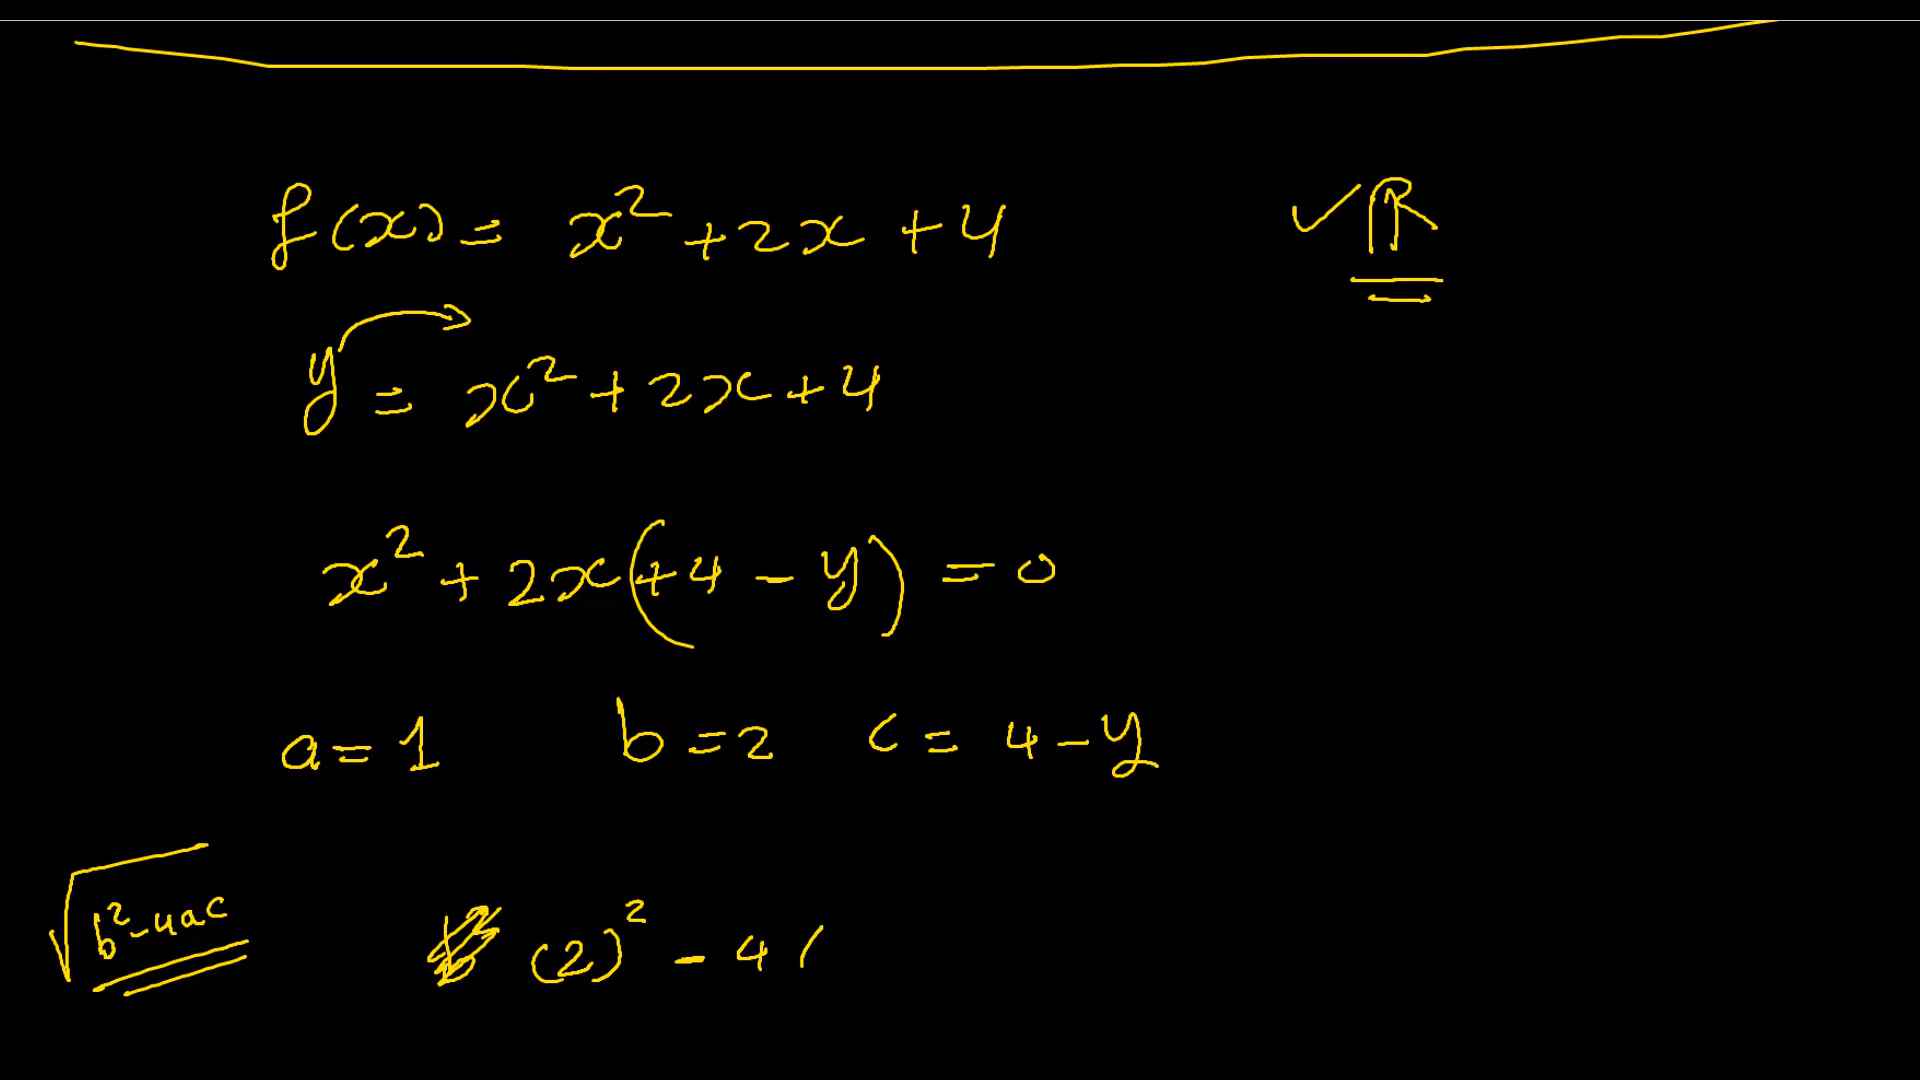 f(x) = x² + 2x + 4 ✓ R
y = x² + 2x + 4
x² + 2x (+4 - y) = 0
a = 1 b = 2 c = 4 - y
√b² - 4ac (2)² - 4 (